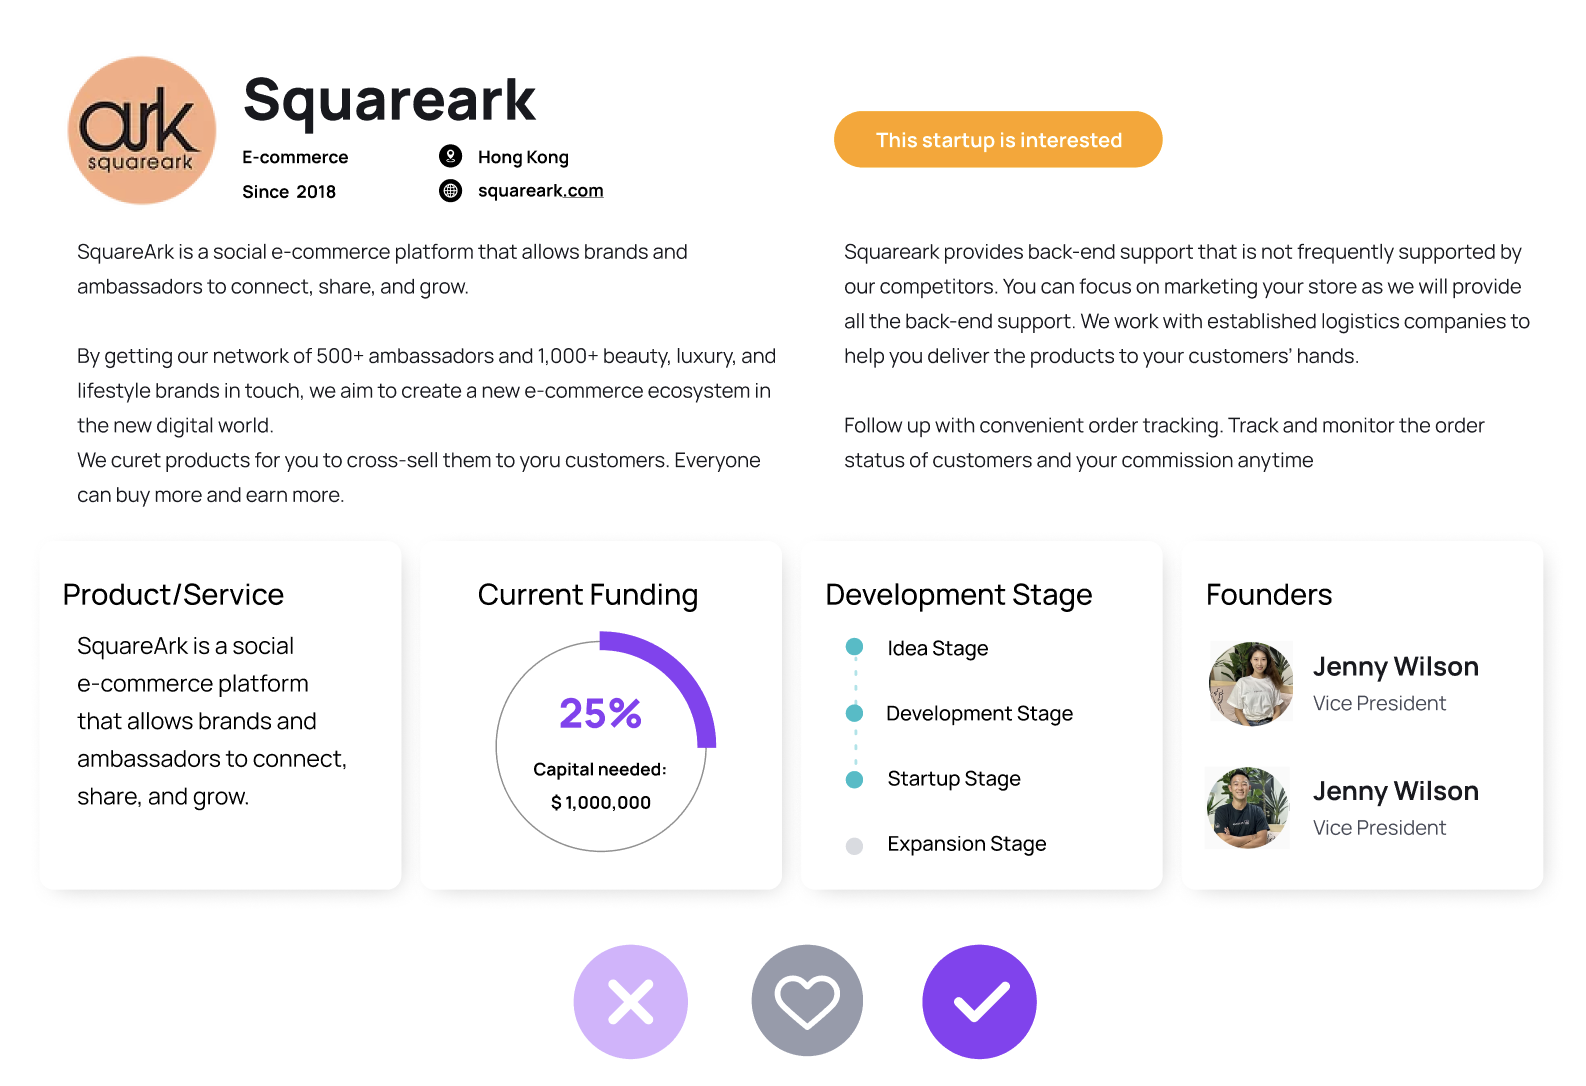 ark
squareark
Squareark
E-commerce
Hong Kong
Since 2018
squareark.com
This startup is interested
SquareArk is a social e-commerce platform that allows brands and
ambassadors to connect, share, and grow.
By getting our network of 500+ ambassadors and 1,000+ beauty, luxury, and
lifestyle brands in touch, we aim to create a new e-commerce ecosystem in
the new digital world.
We curet products for you to cross-sell them to yoru customers. Everyone
can buy more and earn more.
Squareark provides back-end support that is not frequently supported by
our competitors. You can focus on marketing your store as we will provide
all the back-end support. We work with established logistics companies to
help you deliver the products to your customers’ hands.
Follow up with convenient order tracking. Track and monitor the order
status of customers and your commission anytime
Product/Service
SquareArk is a social
e-commerce platform
that allows brands and
ambassadors to connect,
share, and grow.
Current Funding
25%
Capital needed:
$ 1,000,000
Development Stage
Idea Stage
Development Stage
Startup Stage
Expansion Stage
Founders
Jenny Wilson
Vice President
Jenny Wilson
Vice President